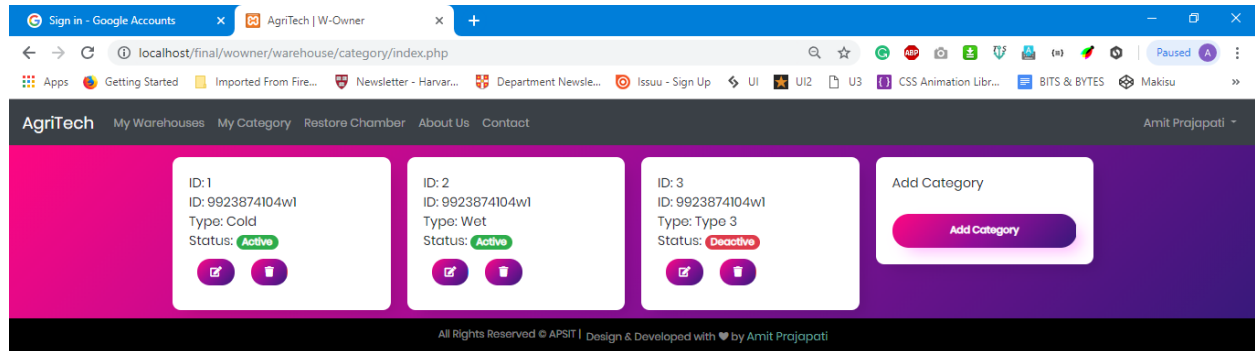 Sign in - Google Accounts
AgriTech | W-Owner
localhost/final/wowner/warehouse/category/index.php
ABP
Paused A
Apps Getting Started Imported From Fire... Newsletter - Harvar... Department Newsle... Issuu - Sign Up UI UI2 U3 CSS Animation Libr... BITS & BYTES Makisu »
AgriTech My Warehouses My Category Restore Chamber About Us Contact Amit Prajapati
ID: 1
ID: 9923874104w1
Type: Cold
Status: Active
ID: 2
ID: 9923874104w1
Type: Wet
Status: Active
ID: 3
ID: 9923874104w1
Type: Type 3
Status: Deactive
Add Category
Add Category
All Rights Reserved © APSIT | Design & Developed with ♥ by Amit Prajapati